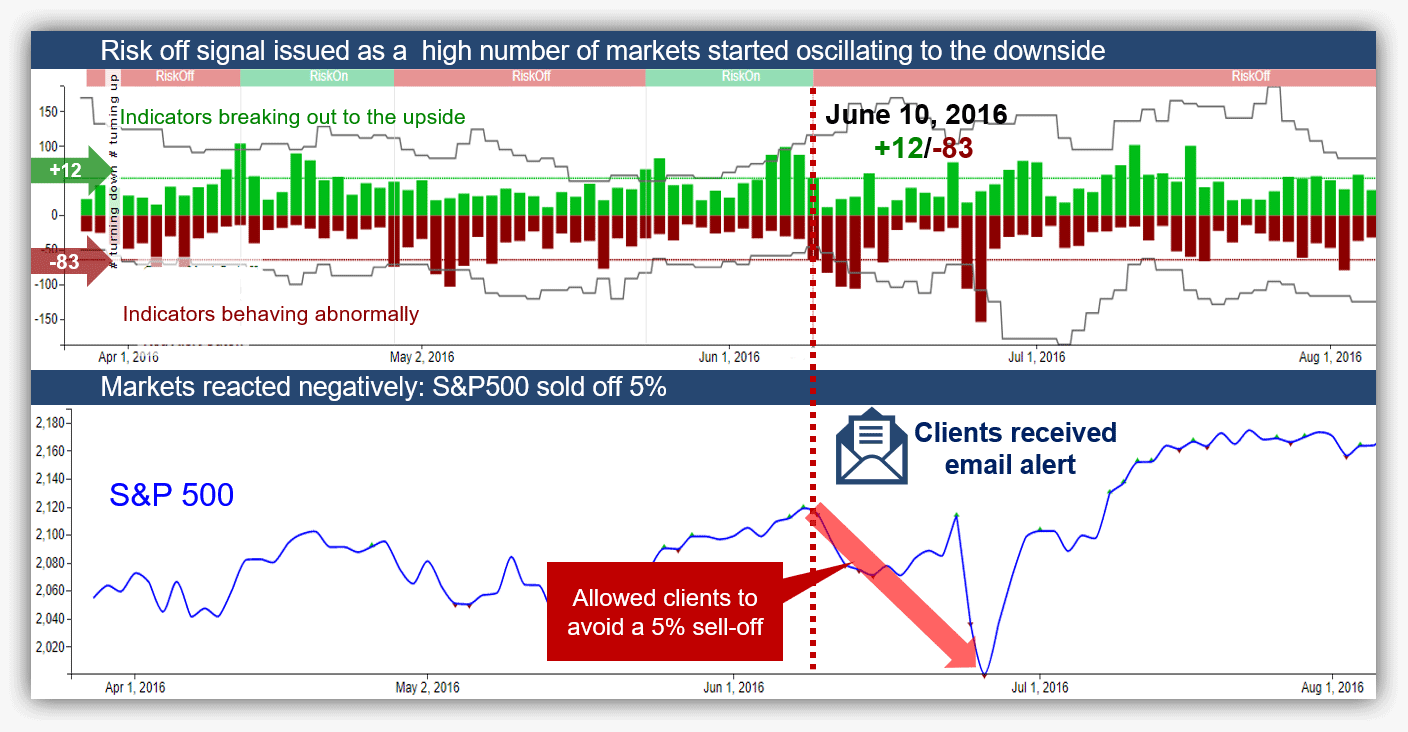 Risk off signal issued as a high number of markets started oscillating to the downside
RiskOff RiskOn RiskOff RiskOn RiskOff
Indicators breaking out to the upside
June 10, 2016
+12/-83
150
100
+12
0
-50
-83
-100
-150
# turning down # turning up
Indicators behaving abnormally
Apr 1, 2016 May 2, 2016 Jun 1, 2016 Jul 1, 2016 Aug 1, 2016
Markets reacted negatively: S&P500 sold off 5%
2,180
2,160
2,140
2,120
2,100
2,080
2,060
2,040
2,020
S&P 500
Clients received
email alert
Allowed clients to
avoid a 5% sell-off
Apr 1, 2016 May 2, 2016 Jun 1, 2016 Jul 1, 2016 Aug 1, 2016